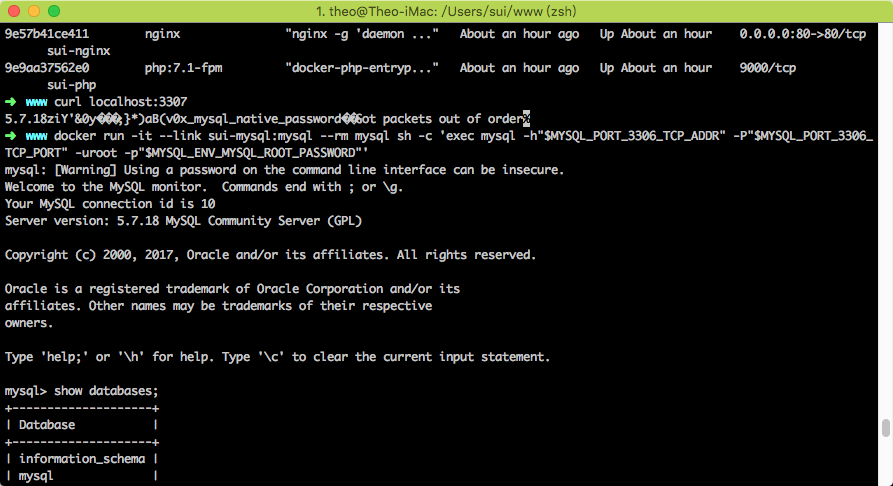 1. theo@Theo-iMac: /Users/sui/www (zsh)
9e57b41ce411 nginx "nginx -g 'daemon ..." About an hour ago Up About an hour 0.0.0.0:80->80/tcp
sui-nginx
9e9aa37562e0 php:7.1-fpm "docker-php-entryp..." About an hour ago Up About an hour 9000/tcp
sui-php
➜ www curl localhost:3307
5.7.18ziY'&0y���;}*)aB(v0x_mysql_native_password��Got packets out of order%
➜ www docker run -it --link sui-mysql:mysql --rm mysql sh -c 'exec mysql -h"$MYSQL_PORT_3306_TCP_ADDR" -P"$MYSQL_PORT_3306_
TCP_PORT" -uroot -p"$MYSQL_ENV_MYSQL_ROOT_PASSWORD"'
mysql: [Warning] Using a password on the command line interface can be insecure.
Welcome to the MySQL monitor.  Commands end with ; or \g.
Your MySQL connection id is 10
Server version: 5.7.18 MySQL Community Server (GPL)
Copyright (c) 2000, 2017, Oracle and/or its affiliates. All rights reserved.
Oracle is a registered trademark of Oracle Corporation and/or its
affiliates. Other names may be trademarks of their respective
owners.
Type 'help;' or '\h' for help. Type '\c' to clear the current input statement.
mysql> show databases;
+--------------------+
| Database           |
+--------------------+
| information_schema |
| mysql              |